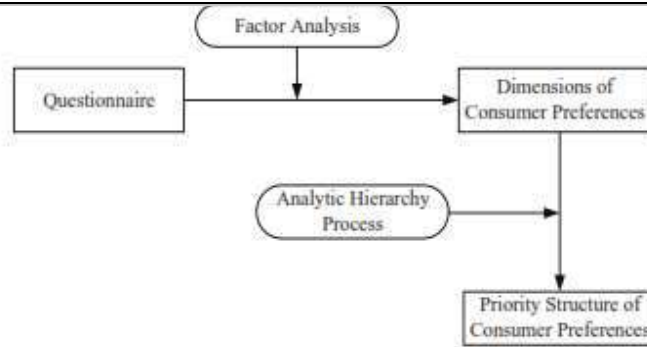 Factor Analysis
Questionnaire
Dimensions of
Consumer Preferences
Analytic Hierarchy
Process
Priority Structure of
Consumer Preferences